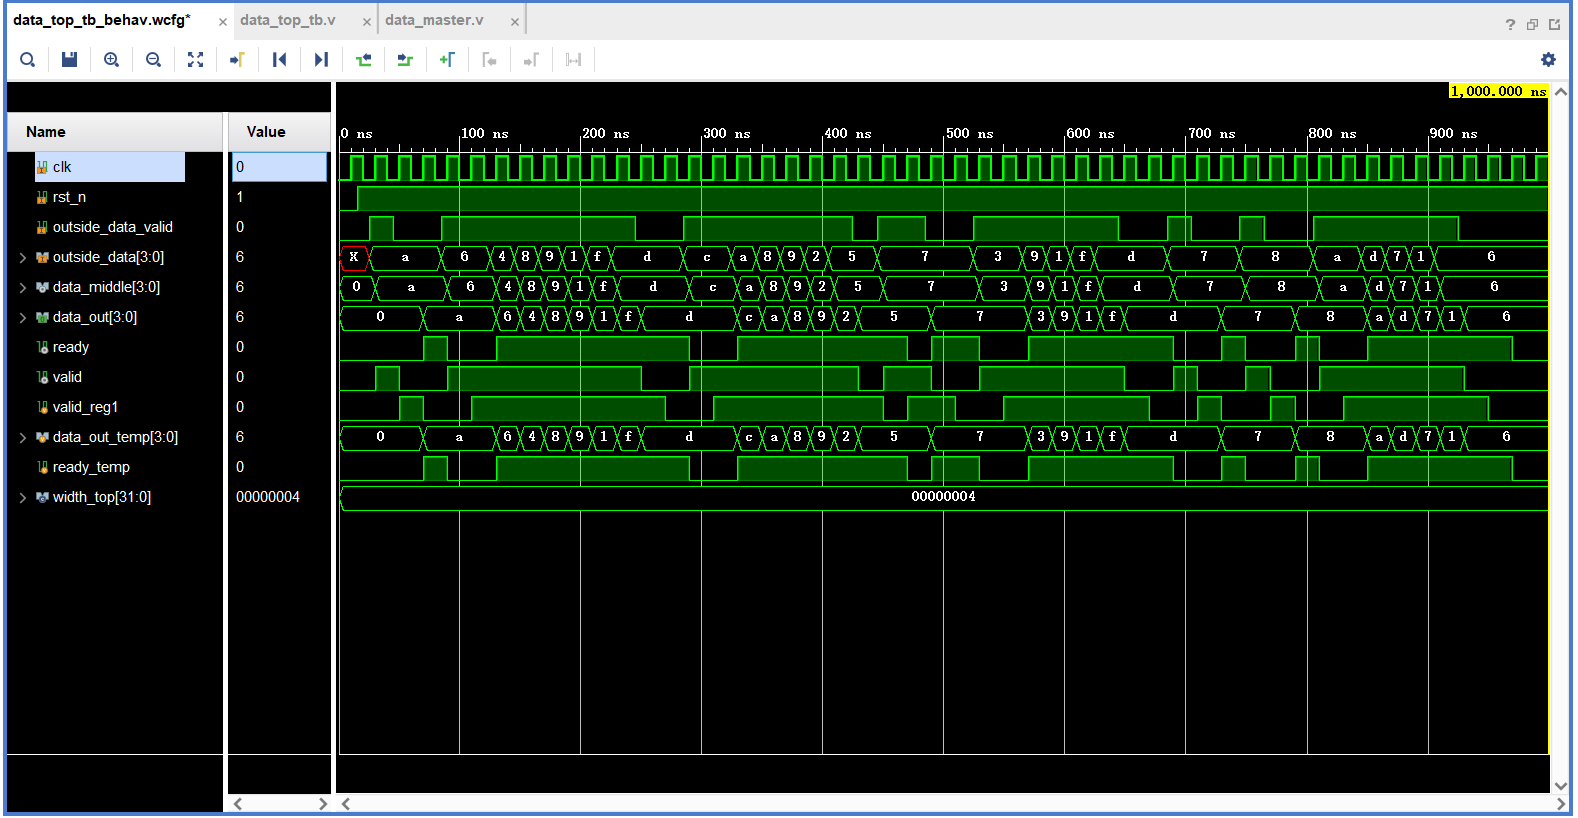 data_top_tb_behav.wcfg* × data_top_tb.v × data_master.v ×
?
1,000.000 ns
Name Value
0 ns 100 ns 200 ns 300 ns 400 ns 500 ns 600 ns 700 ns 800 ns 900 ns
clk 0
rst_n 1
outside_data_valid 0
outside_data[3:0] 6 X a 6 4 8 9 1 f d c a 8 9 2 5 7 3 9 1 f d 7 8 a d 7 1 6
data_middle[3:0] 6 0 a 6 4 8 9 1 f d c a 8 9 2 5 7 3 9 1 f d 7 8 a d 7 1 6
data_out[3:0] 6 0 a 6 4 8 9 1 f d c a 8 9 2 5 7 3 9 1 f d 7 8 a d 7 1 6
ready 0
valid 0
valid_reg1 0
data_out_temp[3:0] 6 0 a 6 4 8 9 1 f d c a 8 9 2 5 7 3 9 1 f d 7 8 a d 7 1 6
ready_temp 0
width_top[31:0] 00000004 00000004